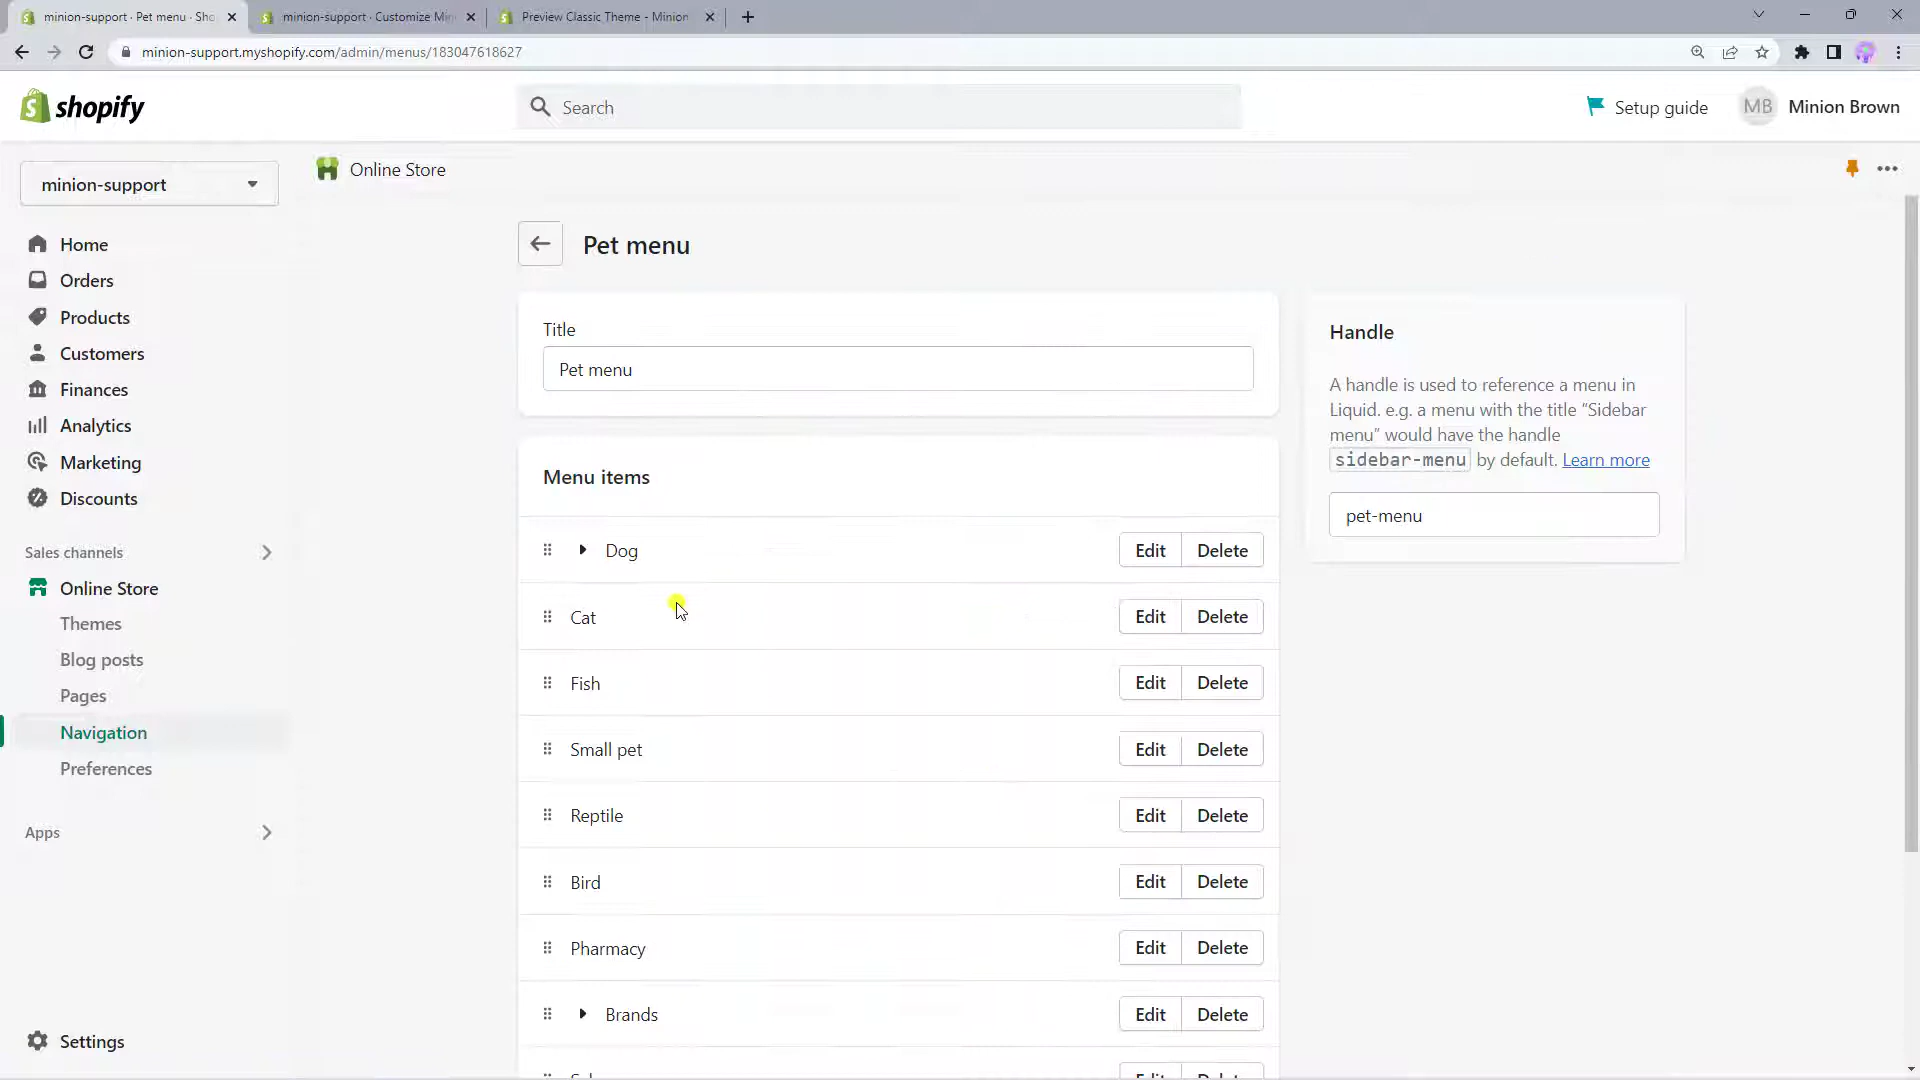 minion-support · Pet menu · Sho
minion-support · Customize Mi
Preview Classic Theme - Minion
minion-support.myshopify.com/admin/menus/183047618627
shopify
Search
Setup guide
MB
Minion Brown
minion-support
Online Store
Home
Orders
Products
Customers
Finances
Analytics
Marketing
Discounts
Sales channels
Online Store
Themes
Blog posts
Pages
Navigation
Preferences
Apps
Settings
Pet menu
Title
Pet menu
Menu items
Dog
Edit
Delete
Cat
Edit
Delete
Fish
Edit
Delete
Small pet
Edit
Delete
Reptile
Edit
Delete
Bird
Edit
Delete
Pharmacy
Edit
Delete
Brands
Edit
Delete
Handle
A handle is used to reference a menu in
Liquid. e.g. a menu with the title “Sidebar
menu” would have the handle
sidebar-menu by default. Learn more
pet-menu